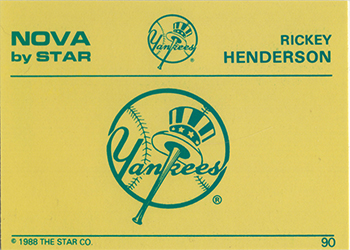 NOVA
by STAR
Yankees ®
RICKEY
HENDERSON
Yankees ®
© 1988 THE STAR CO.
90